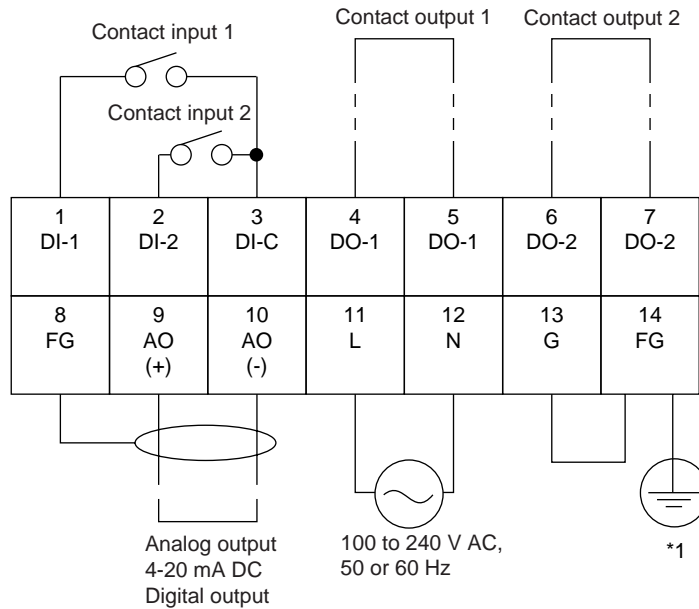 Contact input 1
Contact output 1
Contact output 2
Contact input 2
1
DI-1
2
DI-2
3
DI-C
4
DO-1
5
DO-1
6
DO-2
7
DO-2
8
FG
9
AO
(+)
10
AO
(-)
11
L
12
N
13
G
14
FG
Analog output
4-20 mA DC
Digital output
100 to 240 V AC,
50 or 60 Hz
*1